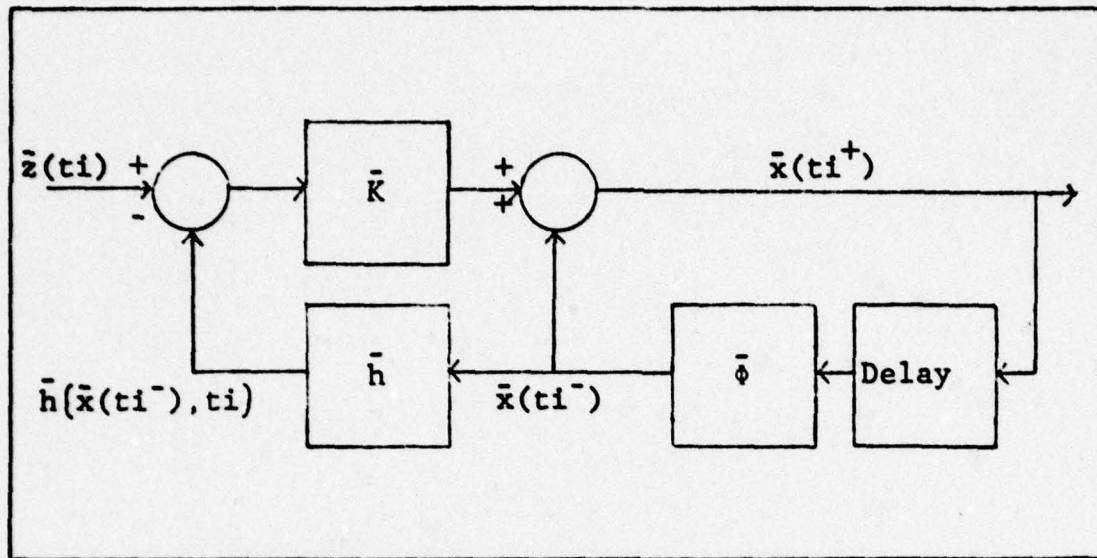 z̄(ti)
+
-
K̄
+
+
x̄(ti⁺)
h̄{x̄(ti⁻),ti}
h̄
x̄(ti⁻)
Φ̄
Delay